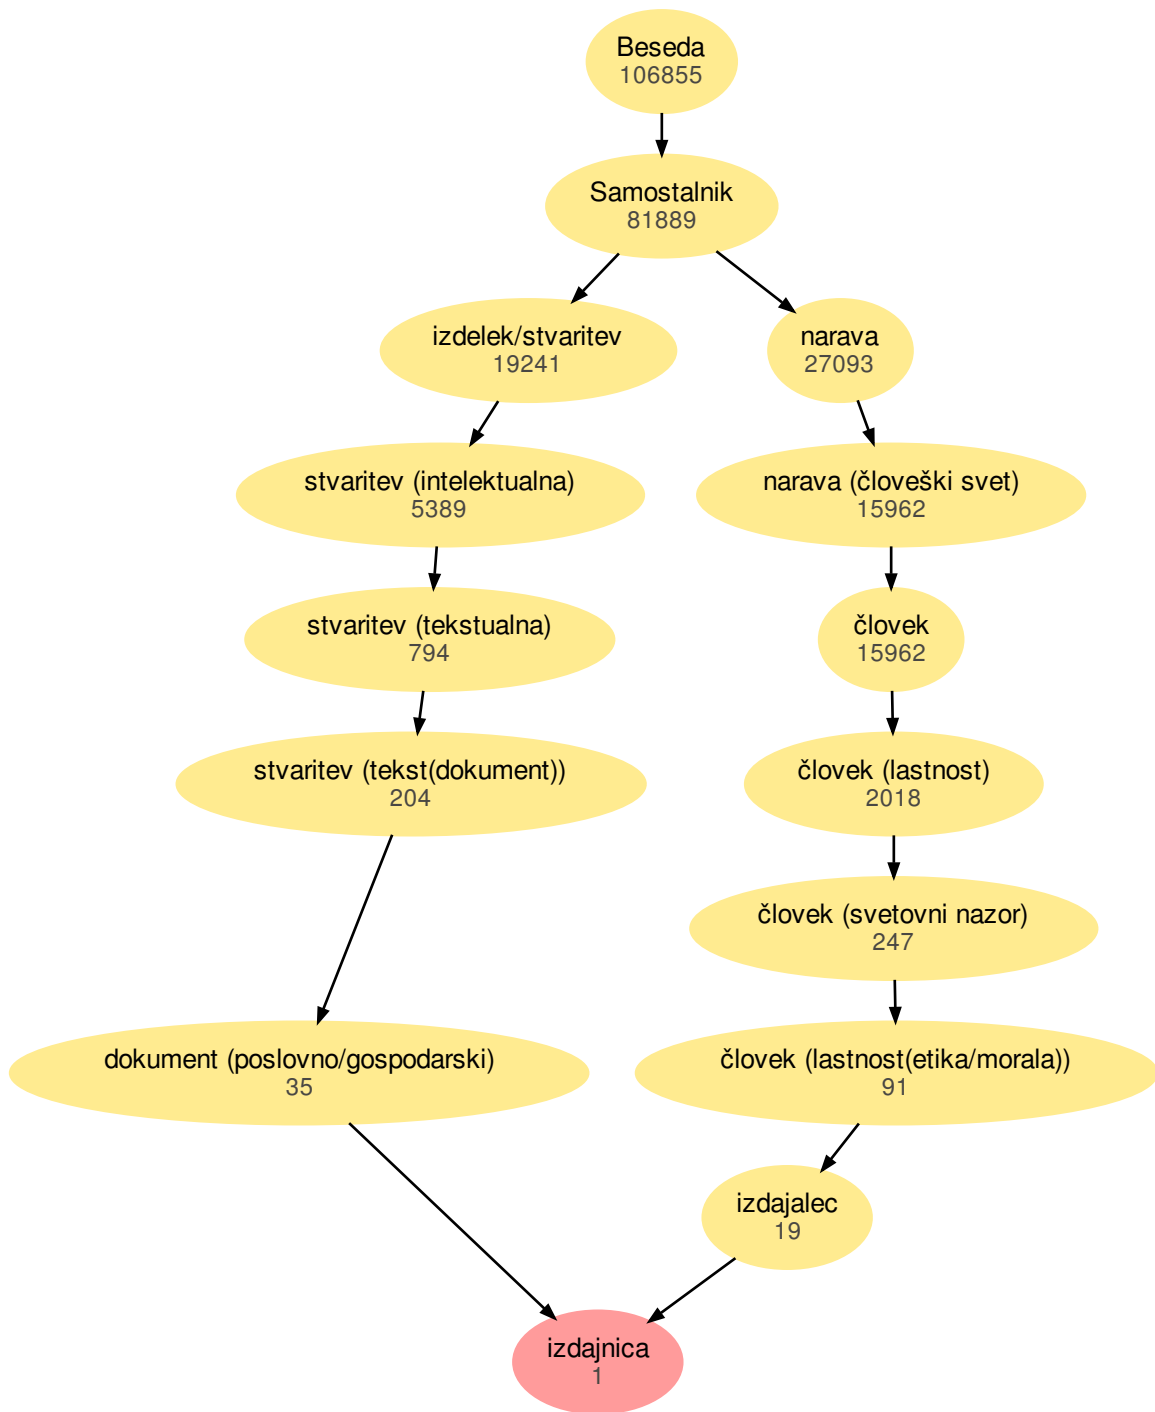 Beseda
106855
Samostalnik
81889
izdelek/stvaritev
19241
narava
27093
stvaritev (intelektualna)
5389
narava (človeški svet)
15962
stvaritev (tekstualna)
794
človek
15962
stvaritev (tekst(dokument))
204
človek (lastnost)
2018
človek (svetovni nazor)
247
dokument (poslovno/gospodarski)
35
človek (lastnost(etika/morala))
91
izdajalec
19
izdajnica
1